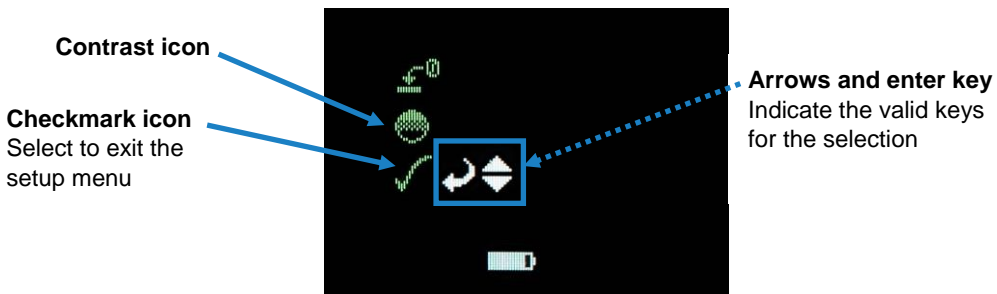 Contrast icon
Checkmark icon
Select to exit the
setup menu
0
Arrows and enter key
Indicate the valid keys
for the selection